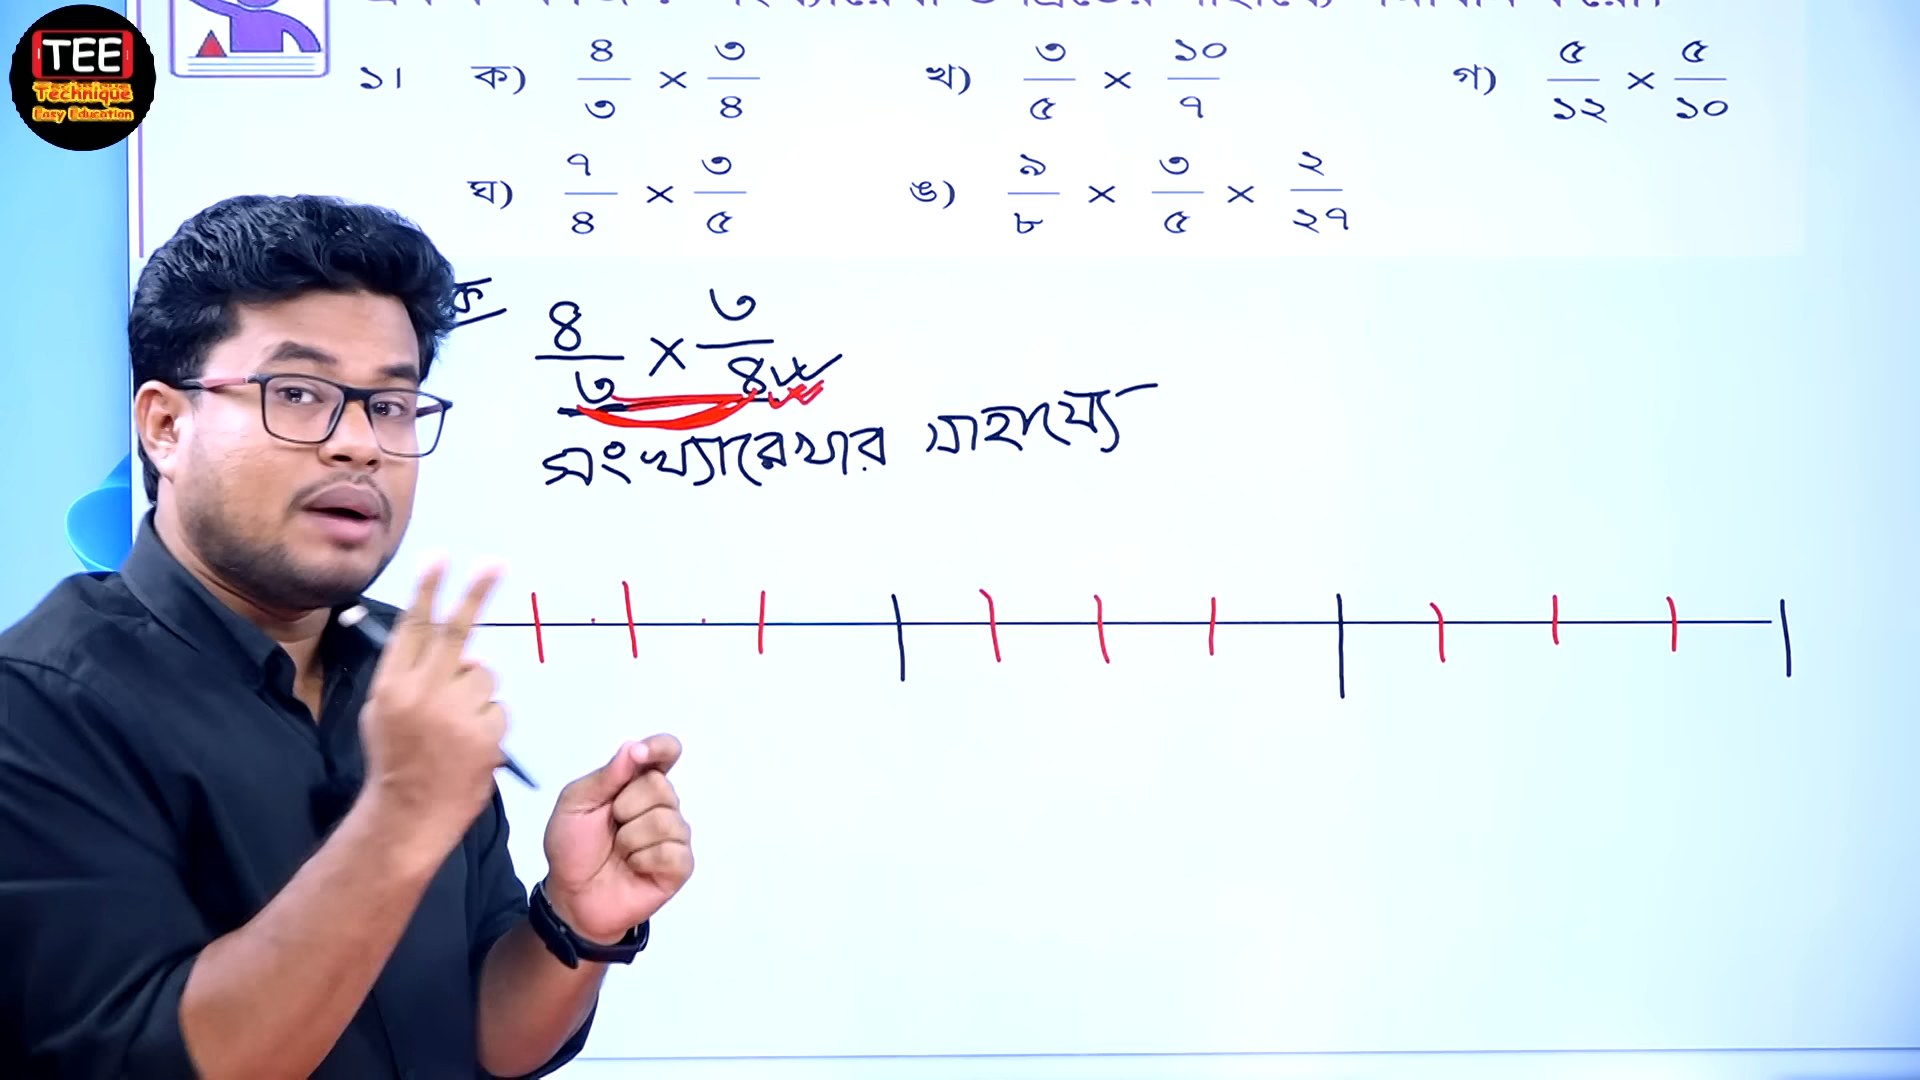 TEE
Technique
Easy Education
১। ক) ৪/৩ × ৩/৪ খ) ৩/৫ × ১০/৭ গ) ৫/১২ × ৫/১০
ঘ) ৭/৪ × ৩/৫ ঙ) ৯/৮ × ৩/৫ × ২/২৭
ক ৪/৩ × ৩/৪
সংখ্যারেখার সাহায্যে